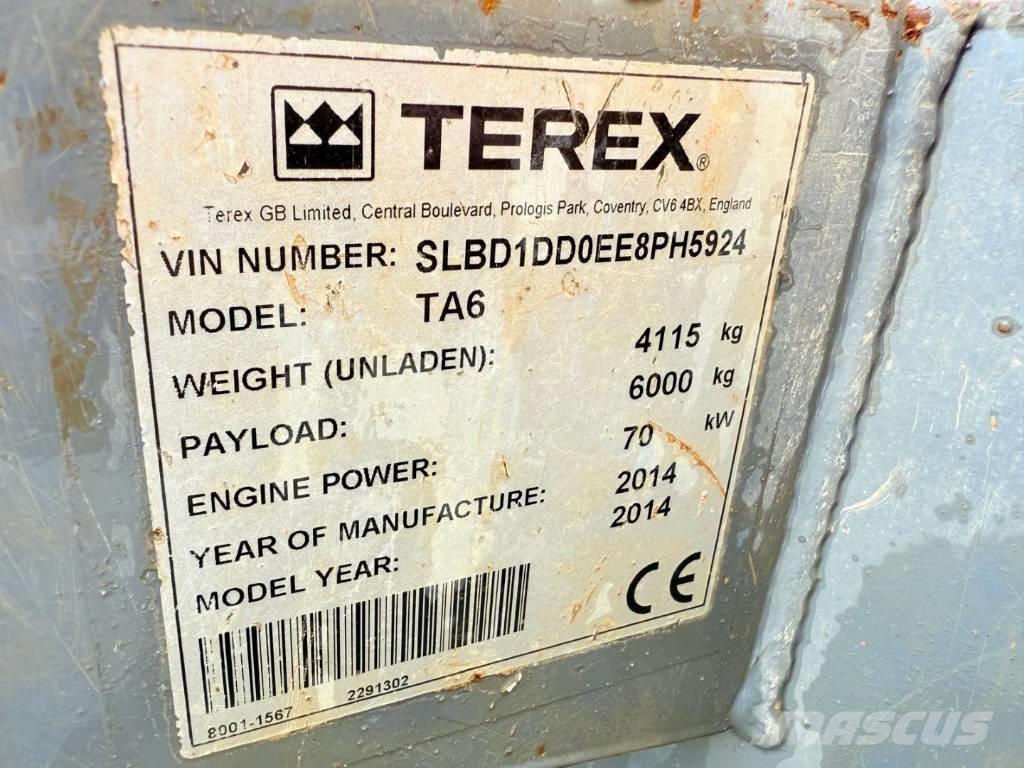 TEREX®
Terex GB Limited, Central Boulevard, Prologis Park, Coventry, CV6 4BX, England
VIN NUMBER: SLBD1DD0EE8PH5924
MODEL: TA6
WEIGHT (UNLADEN): 4115 kg
PAYLOAD: 6000 kg
ENGINE POWER: 70 kW
YEAR OF MANUFACTURE: 2014
MODEL YEAR: 2014
CE
8001-1567 2291302
MASCUS